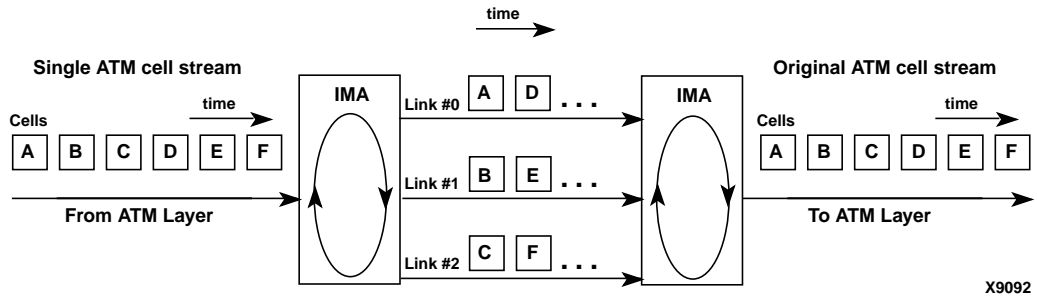 time
Single ATM cell stream
Original ATM cell stream
IMA
IMA
Link #0
A D . . .
time
time
Cells
Cells
A B C D E F
Link #1
B E . . .
A B C D E F
From ATM Layer
To ATM Layer
Link #2
C F . . .
X9092